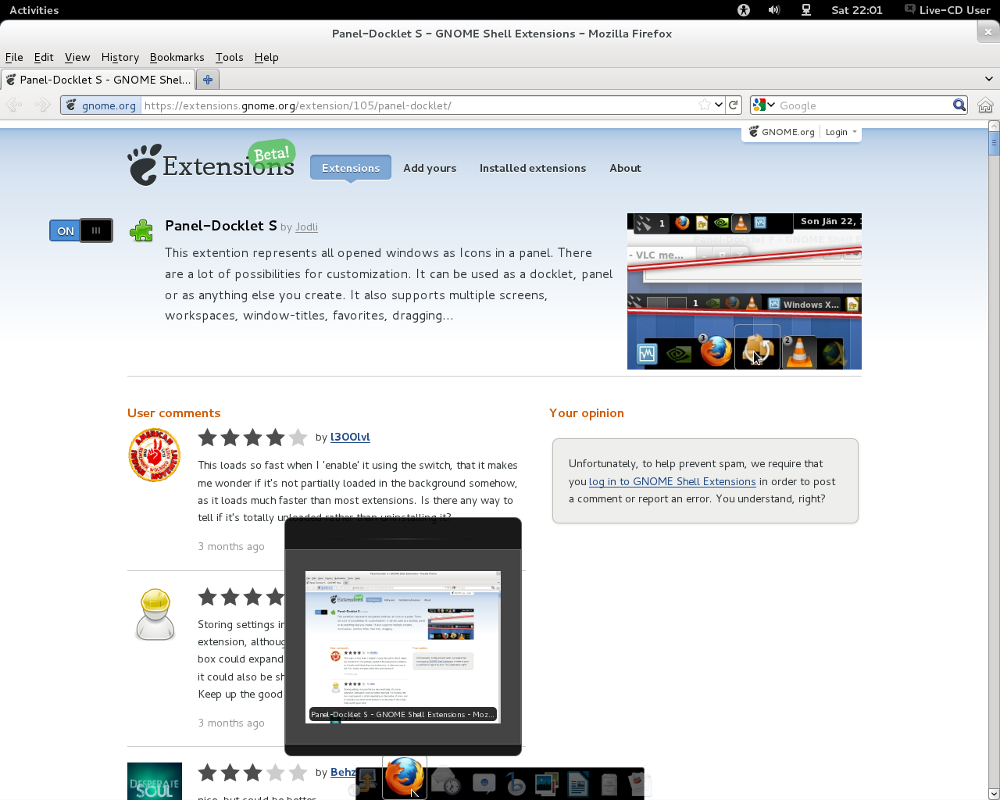 Activities
Sat 22:01
Live-CD User
Panel-Docklet S - GNOME Shell Extensions - Mozilla Firefox
File Edit View History Bookmarks Tools Help
Panel-Docklet S - GNOME Shel...
gnome.org
https://extensions.gnome.org/extension/105/panel-docklet/
Google
GNOME.org
Login
Extensions
Beta!
Extensions
Add yours
Installed extensions
About
ON
Panel-Docklet S by Jodli
This extention represents all opened windows as Icons in a panel. There
are a lot of possibilities for customization. It can be used as a docklet, panel
or as anything else you create. It also supports multiple screens,
workspaces, window-titles, favorites, dragging...
1
Son Jän 22,
- VLC me...
1
Windows X...
3
2
User comments
by l300lvl
This loads so fast when I 'enable' it using the switch, that it makes
me wonder if it's not partially loaded in the background somehow,
as it loads much faster than most extensions. Is there any way to
tell if it's totally unloaded rather than uninstalling it?
3 months ago
Your opinion
Unfortunately, to help prevent spam, we require that
you log in to GNOME Shell Extensions in order to post
a comment or report an error. You understand, right?
Storing settings in
extension, althoug
box could expand
it could also be sh
Keep up the good
3 months ago
Panel-Docklet S - GNOME Shell Extensions - Moz...
DESPERATE
SOUL
by Behz
nice, but could be better